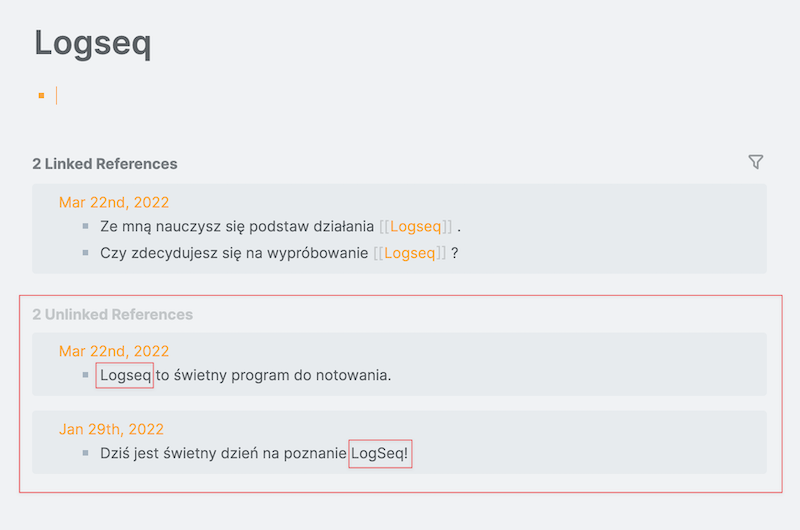 Logseq
2 Linked References
Mar 22nd, 2022
Ze mną nauczysz się podstaw działania [[Logseq]] .
Czy zdecydujesz się na wypróbowanie [[Logseq]] ?
2 Unlinked References
Mar 22nd, 2022
Logseq to świetny program do notowania.
Jan 29th, 2022
Dziś jest świetny dzień na poznanie LogSeq!